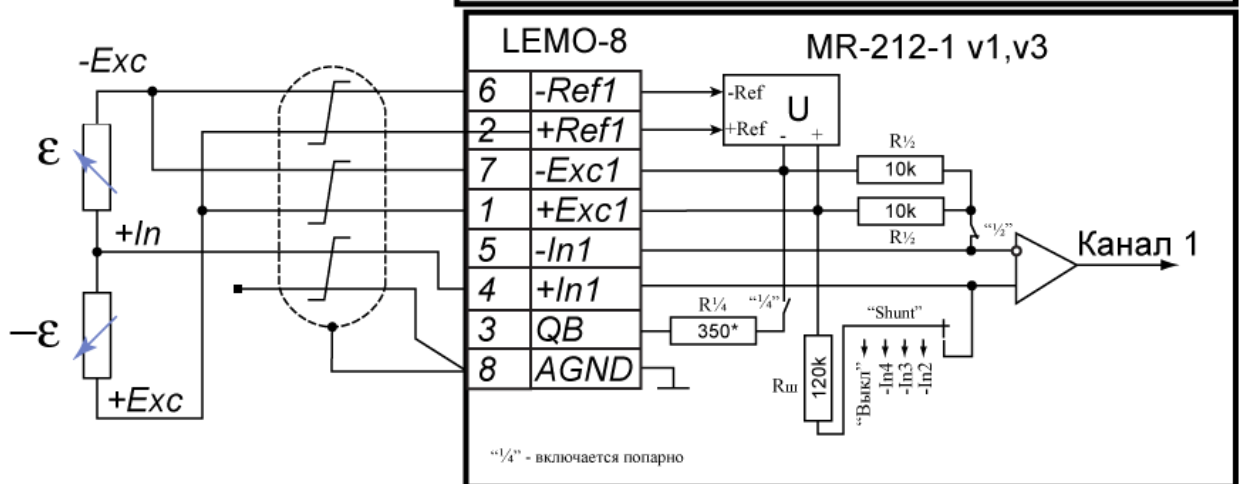 LEMO-8
MR-212-1 v1,v3
-Exc
ε
+In
−ε
+Exc
6 -Ref1
2 +Ref1
7 -Exc1
1 +Exc1
5 -In1
4 +In1
3 QB
8 AGND
-Ref
+Ref
U
- +
R½
10k
10k
R½
“½”
Канал 1
R¼
“¼”
350*
Rш
120k
“Shunt”
“Выкл”
-In4
-In3
-In2
“¼” - включается попарно